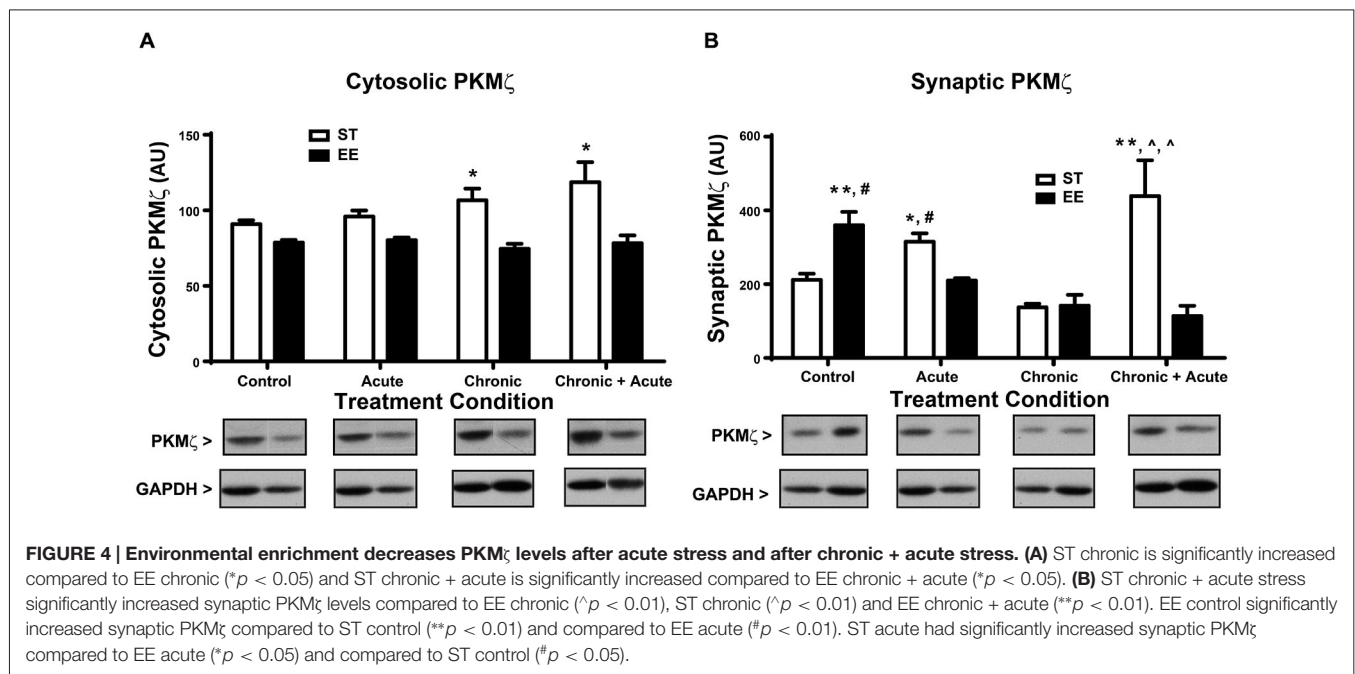 A
Cytosolic PKMζ
ST
EE
Cytosolic PKMζ (AU)
150
100
50
0
*
*
Control
Acute
Chronic
Chronic + Acute
Treatment Condition
PKMζ >
GAPDH >
B
Synaptic PKMζ
ST
EE
Synaptic PKMζ (AU)
600
400
200
0
**, #
*, #
**, ^, ^
Control
Acute
Chronic
Chronic + Acute
Treatment Condition
PKMζ >
GAPDH >
FIGURE 4 | Environmental enrichment decreases PKMζ levels after acute stress and after chronic + acute stress. (A) ST chronic is significantly increased
compared to EE chronic (*p < 0.05) and ST chronic + acute is significantly increased compared to EE chronic + acute (*p < 0.05). (B) ST chronic + acute stress
significantly increased synaptic PKMζ levels compared to EE chronic (^p < 0.01), ST chronic (^p < 0.01) and EE chronic + acute (**p < 0.01). EE control significantly
increased synaptic PKMζ compared to ST control (**p < 0.01) and compared to EE acute (#p < 0.01). ST acute had significantly increased synaptic PKMζ
compared to EE acute (*p < 0.05) and compared to ST control (#p < 0.05).